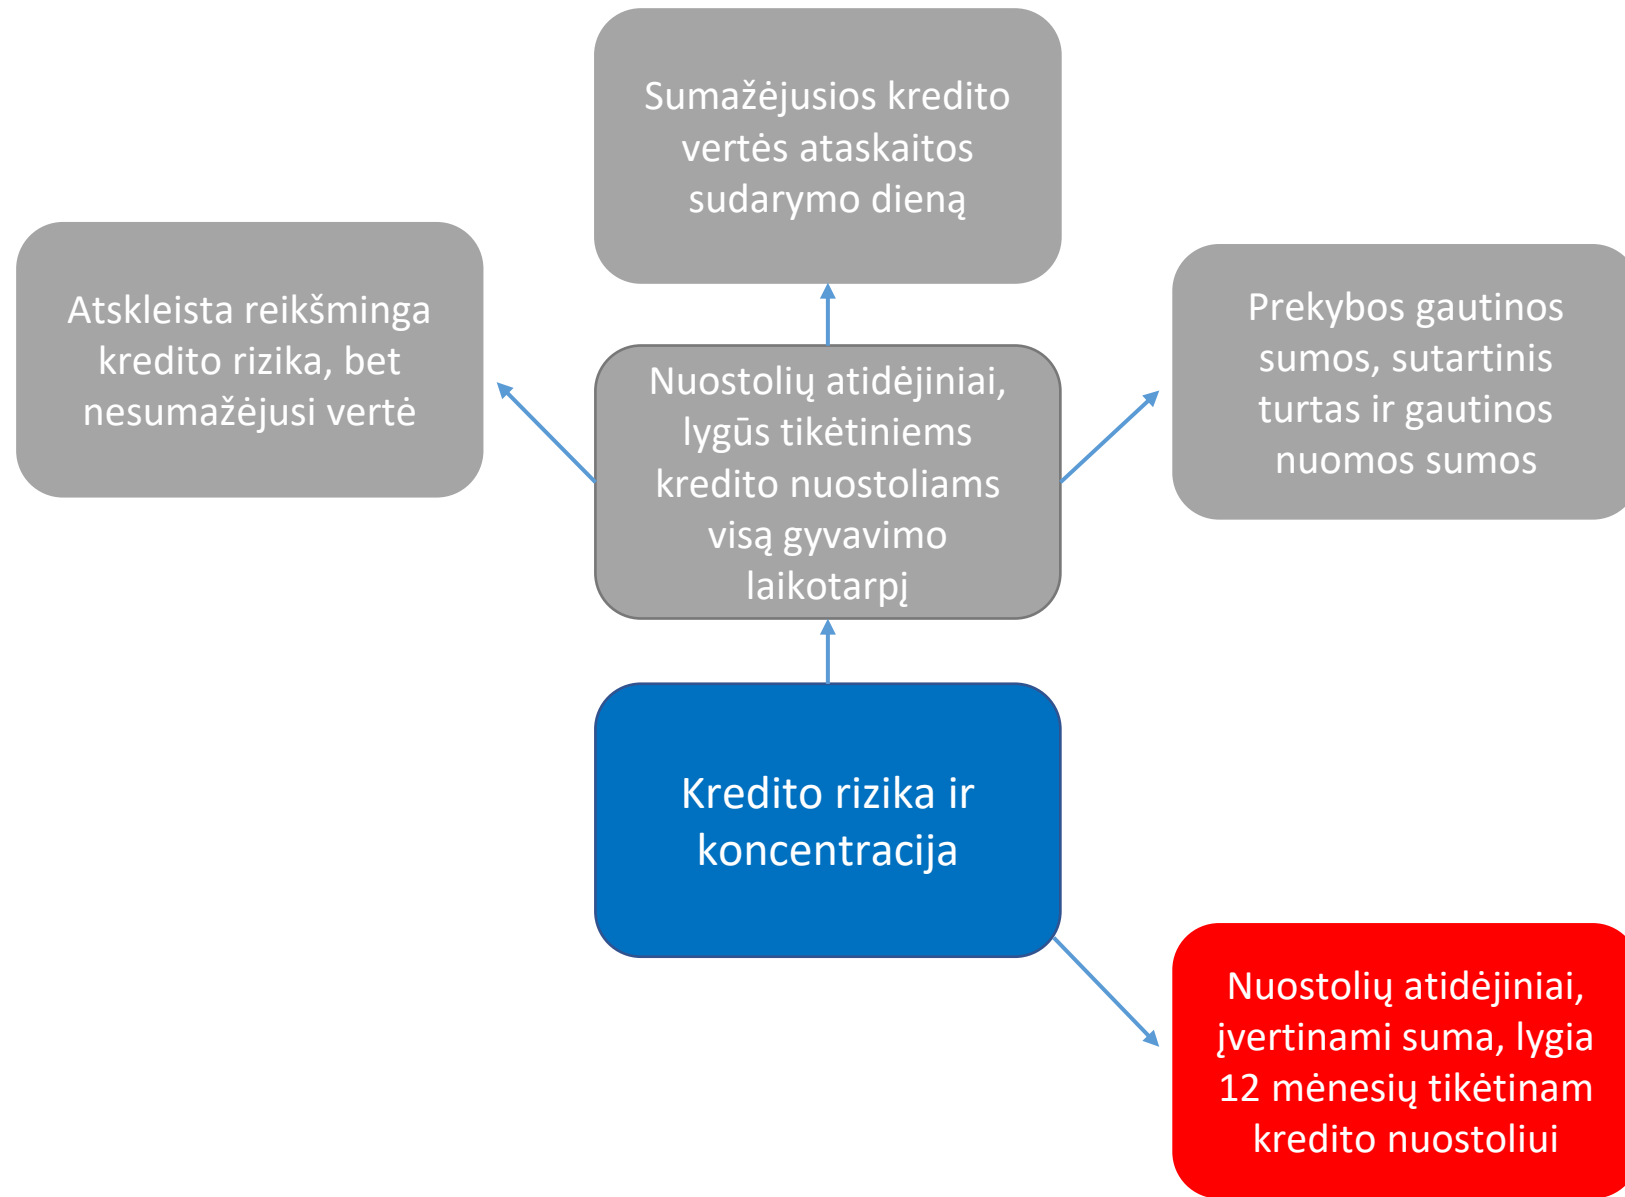 Sumažėjusios kredito
vertės ataskaitos
sudarymo dieną
Atskleista reikšminga
kredito rizika, bet
nesumažėjusi vertė
Prekybos gautinos
sumos, sutartinis
turtas ir gautinos
nuomos sumos
Nuostolių atidėjiniai,
lygūs tikėtiniems
kredito nuostoliams
visą gyvavimo
laikotarpį
Kredito rizika ir
koncentracija
Nuostolių atidėjiniai,
įvertinami suma, lygia
12 mėnesių tikėtinam
kredito nuostoliui